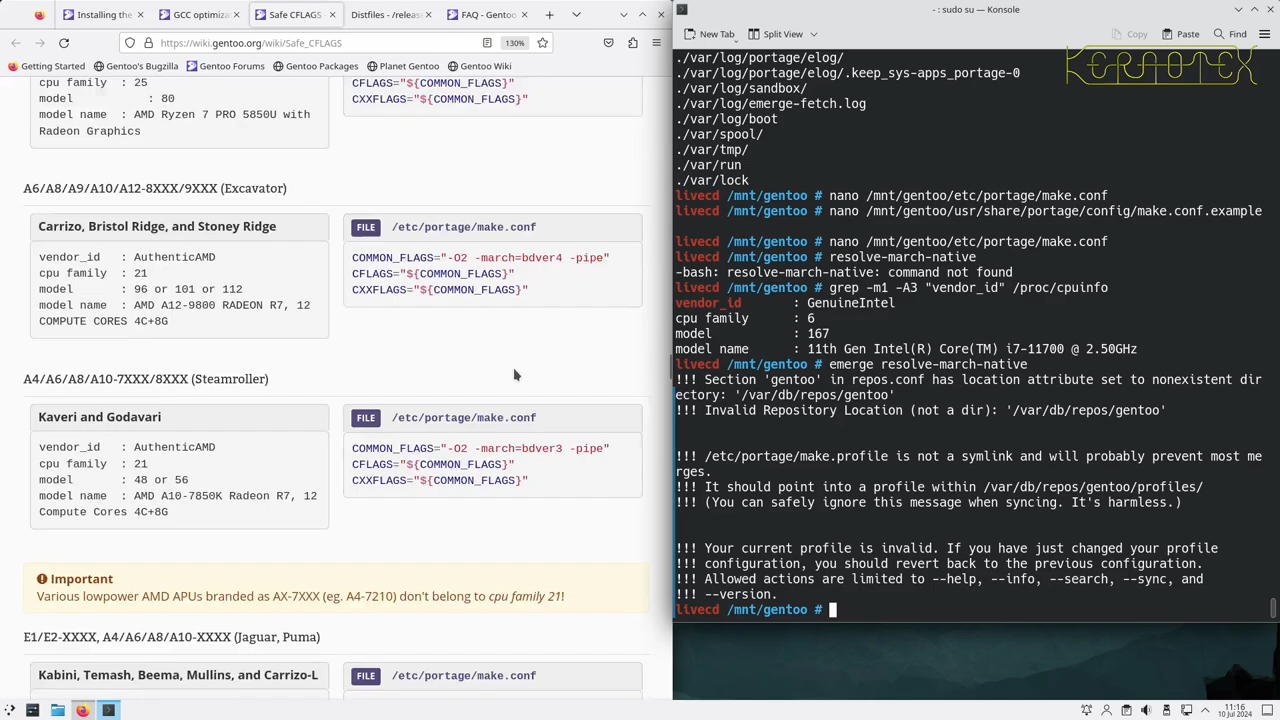 Installing the
GCC optimiza
Safe CFLAGS
Distfiles - /releas
FAQ - Gentoo
https://wiki.gentoo.org/wiki/Safe_CFLAGS
130%
Getting Started
Gentoo's Bugzilla
Gentoo Forums
Gentoo Packages
Planet Gentoo
Gentoo Wiki
cpu family : 25
model : 80
model name : AMD Ryzen 7 PRO 5850U with
Radeon Graphics
CFLAGS="${COMMON_FLAGS}"
CXXFLAGS="${COMMON_FLAGS}"
A6/A8/A9/A10/A12-8XXX/9XXX (Excavator)
Carrizo, Bristol Ridge, and Stoney Ridge
vendor_id : AuthenticAMD
cpu family : 21
model : 96 or 101 or 112
model name : AMD A12-9800 RADEON R7, 12
COMPUTE CORES 4C+8G
FILE /etc/portage/make.conf
COMMON_FLAGS="-O2 -march=bdver4 -pipe"
CFLAGS="${COMMON_FLAGS}"
CXXFLAGS="${COMMON_FLAGS}"
A4/A6/A8/A10-7XXX/8XXX (Steamroller)
Kaveri and Godavari
vendor_id : AuthenticAMD
cpu family : 21
model : 48 or 56
model name : AMD A10-7850K Radeon R7, 12
Compute Cores 4C+8G
FILE /etc/portage/make.conf
COMMON_FLAGS="-O2 -march=bdver3 -pipe"
CFLAGS="${COMMON_FLAGS}"
CXXFLAGS="${COMMON_FLAGS}"
Important
Various lowpower AMD APUs branded as AX-7XXX (eg. A4-7210) don't belong to cpu family 21!
E1/E2-XXXX, A4/A6/A8/A10-XXXX (Jaguar, Puma)
Kabini, Temash, Beema, Mullins, and Carrizo-L
FILE /etc/portage/make.conf
- : sudo su — Konsole
New Tab
Split View
Copy
Paste
Find
./var/log/portage/elog/
./var/log/portage/elog/.keep_sys-apps_portage-0
./var/log/sandbox/
./var/log/emerge-fetch.log
./var/log/boot
./var/spool/
./var/tmp/
./var/run
./var/lock
livecd /mnt/gentoo # nano /mnt/gentoo/etc/portage/make.conf
livecd /mnt/gentoo # nano /mnt/gentoo/usr/share/portage/config/make.conf.example
livecd /mnt/gentoo # nano /mnt/gentoo/etc/portage/make.conf
livecd /mnt/gentoo # resolve-march-native
-bash: resolve-march-native: command not found
livecd /mnt/gentoo # grep -m1 -A3 "vendor_id" /proc/cpuinfo
vendor_id : GenuineIntel
cpu family : 6
model : 167
model name : 11th Gen Intel(R) Core(TM) i7-11700 @ 2.50GHz
livecd /mnt/gentoo # emerge resolve-march-native
!!! Section 'gentoo' in repos.conf has location attribute set to nonexistent dir
ectory: '/var/db/repos/gentoo'
!!! Invalid Repository Location (not a dir): '/var/db/repos/gentoo'
!!! /etc/portage/make.profile is not a symlink and will probably prevent most me
rges.
!!! It should point into a profile within /var/db/repos/gentoo/profiles/
!!! (You can safely ignore this message when syncing. It's harmless.)
!!! Your current profile is invalid. If you have just changed your profile
!!! configuration, you should revert back to the previous configuration.
!!! Allowed actions are limited to --help, --info, --search, --sync, and
!!! --version.
livecd /mnt/gentoo #
11:16
10 Jul 2024